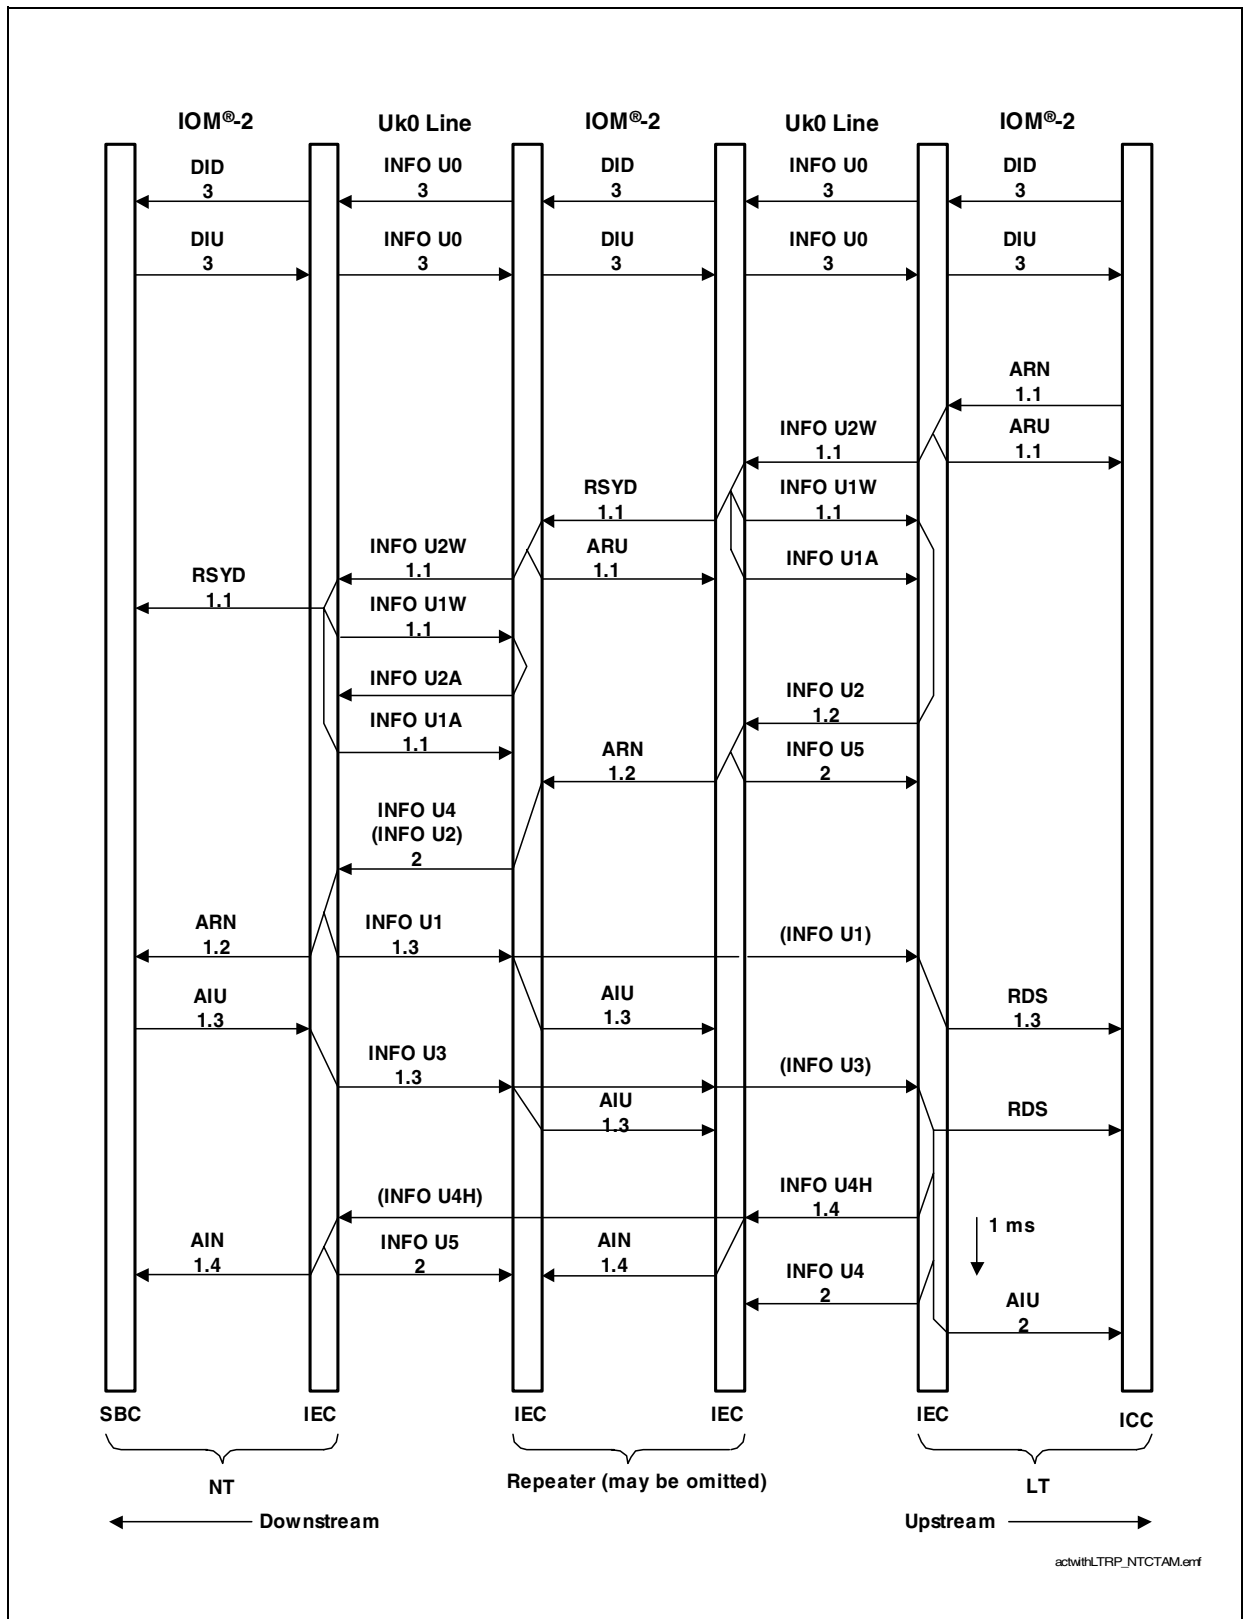 IOM®-2 Uk0 Line IOM®-2 Uk0 Line IOM®-2
DID INFO U0 DID INFO U0 DID
3 3 3 3 3
DIU INFO U0 DIU INFO U0 DIU
3 3 3 3 3
ARN
1.1
INFO U2W ARU
1.1 1.1
RSYD INFO U1W
1.1 1.1
INFO U2W ARU INFO U1A
1.1 1.1
RSYD
1.1
INFO U1W
1.1
INFO U2A
INFO U2
1.2
INFO U1A
1.1
ARN INFO U5
1.2 2
INFO U4
(INFO U2)
2
ARN INFO U1 (INFO U1)
1.2 1.3
AIU AIU RDS
1.3 1.3 1.3
INFO U3 (INFO U3)
1.3
AIU RDS
1.3
(INFO U4H) INFO U4H
1.4
1 ms
AIN INFO U5 AIN
1.4 2 1.4
INFO U4
2
AIU
2
SBC IEC IEC IEC IEC ICC
NT Repeater (may be omitted) LT
Downstream Upstream
actwithLTRP_NTCTAM.emf